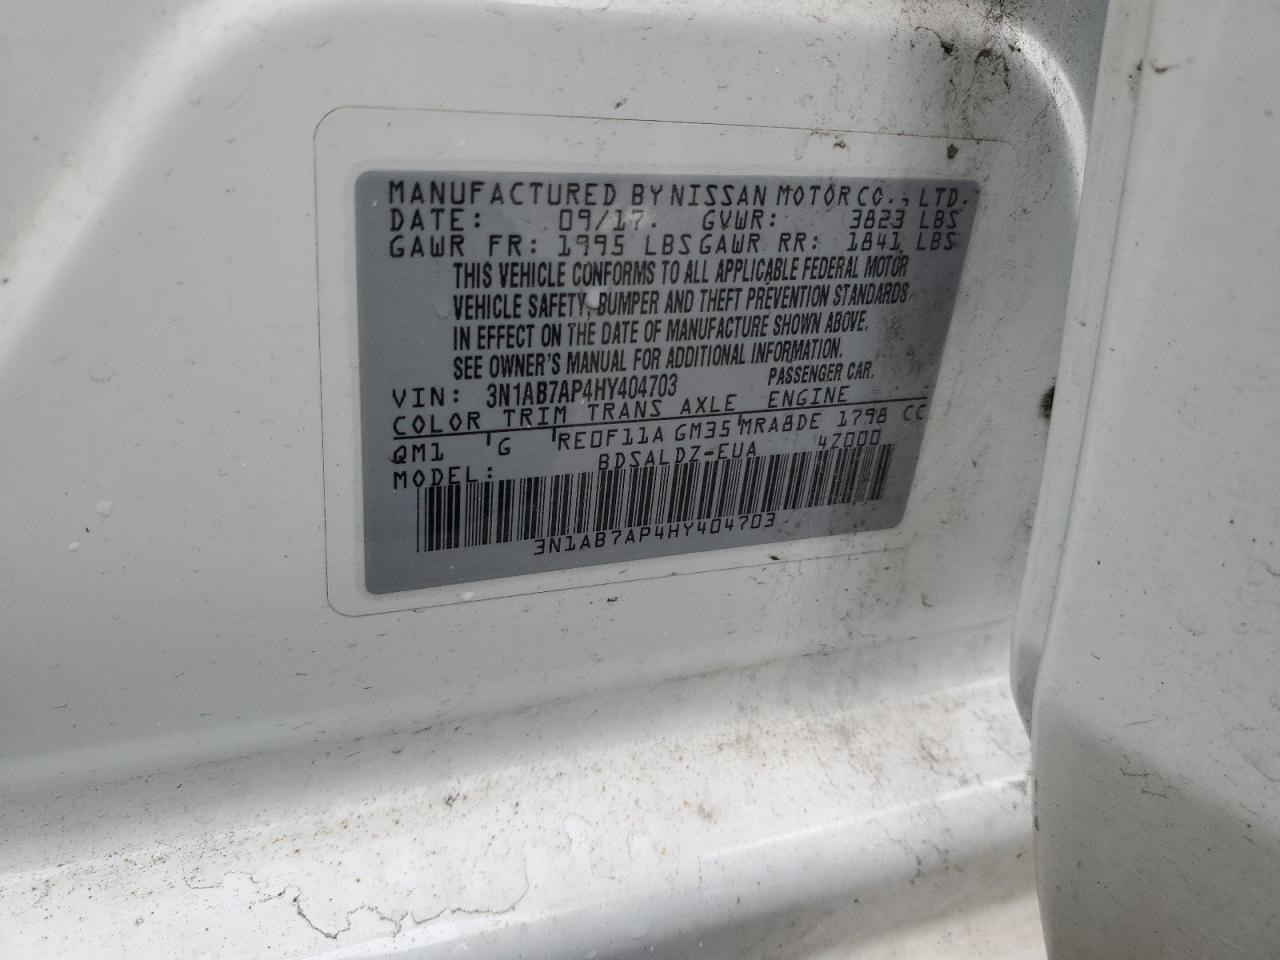 MANUFACTURED BY NISSAN MOTOR CO., LTD.
DATE: 09/17. GVWR: 3823 LBS
GAWR FR: 1995 LBS GAWR RR: 1841 LBS
THIS VEHICLE CONFORMS TO ALL APPLICABLE FEDERAL MOTOR
VEHICLE SAFETY, BUMPER AND THEFT PREVENTION STANDARDS
IN EFFECT ON THE DATE OF MANUFACTURE SHOWN ABOVE.
SEE OWNER'S MANUAL FOR ADDITIONAL INFORMATION.
VIN: 3N1AB7AP4HY404703 PASSENGER CAR.
COLOR TRIM TRANS AXLE ENGINE
QM1 G RE0F11A GM35 MRA8DE 1798 CC
MODEL: BDSALDZ-EUA 4Z000
3N1AB7AP4HY404703